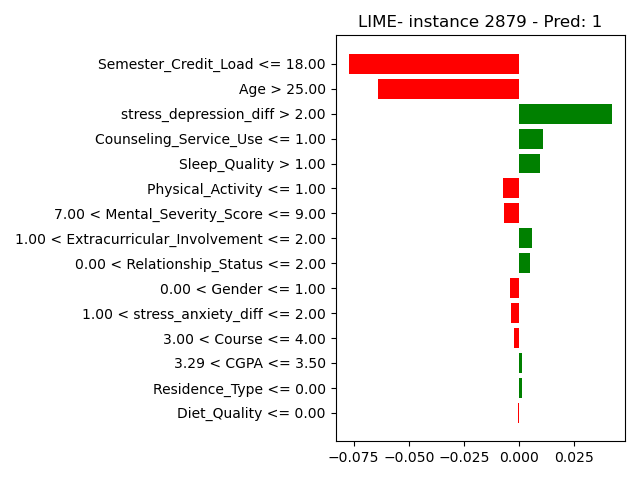 LIME- instance 2879 - Pred: 1
Semester_Credit_Load <= 18.00
Age > 25.00
stress_depression_diff > 2.00
Counseling_Service_Use <= 1.00
Sleep_Quality > 1.00
Physical_Activity <= 1.00
7.00 < Mental_Severity_Score <= 9.00
1.00 < Extracurricular_Involvement <= 2.00
0.00 < Relationship_Status <= 2.00
0.00 < Gender <= 1.00
1.00 < stress_anxiety_diff <= 2.00
3.00 < Course <= 4.00
3.29 < CGPA <= 3.50
Residence_Type <= 0.00
Diet_Quality <= 0.00
−0.075 −0.050 −0.025 0.000 0.025